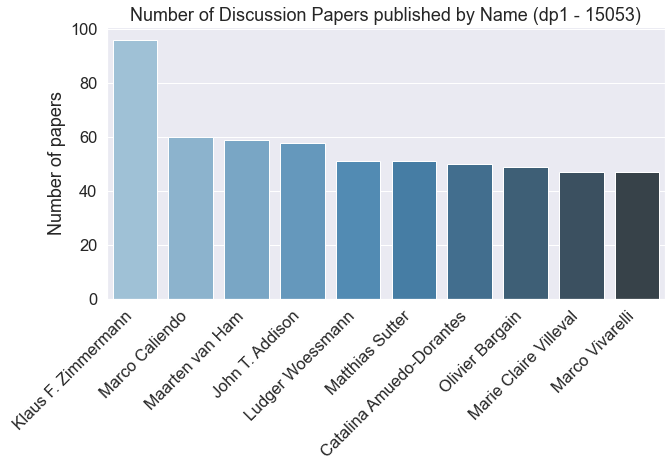 Number of Discussion Papers published by Name (dp1 - 15053)
Number of papers
100
80
60
40
20
0
Klaus F. Zimmermann
Marco Caliendo
Maarten van Ham
John T. Addison
Ludger Woessmann
Matthias Sutter
Catalina Amuedo-Dorantes
Olivier Bargain
Marie Claire Villeval
Marco Vivarelli